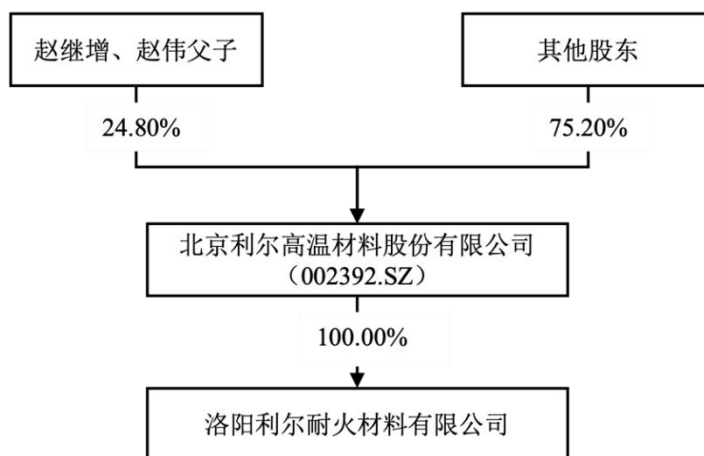 赵继增、赵伟父子
其他股东
24.80%
75.20%
北京利尔高温材料股份有限公司
（002392.SZ）
100.00%
洛阳利尔耐火材料有限公司